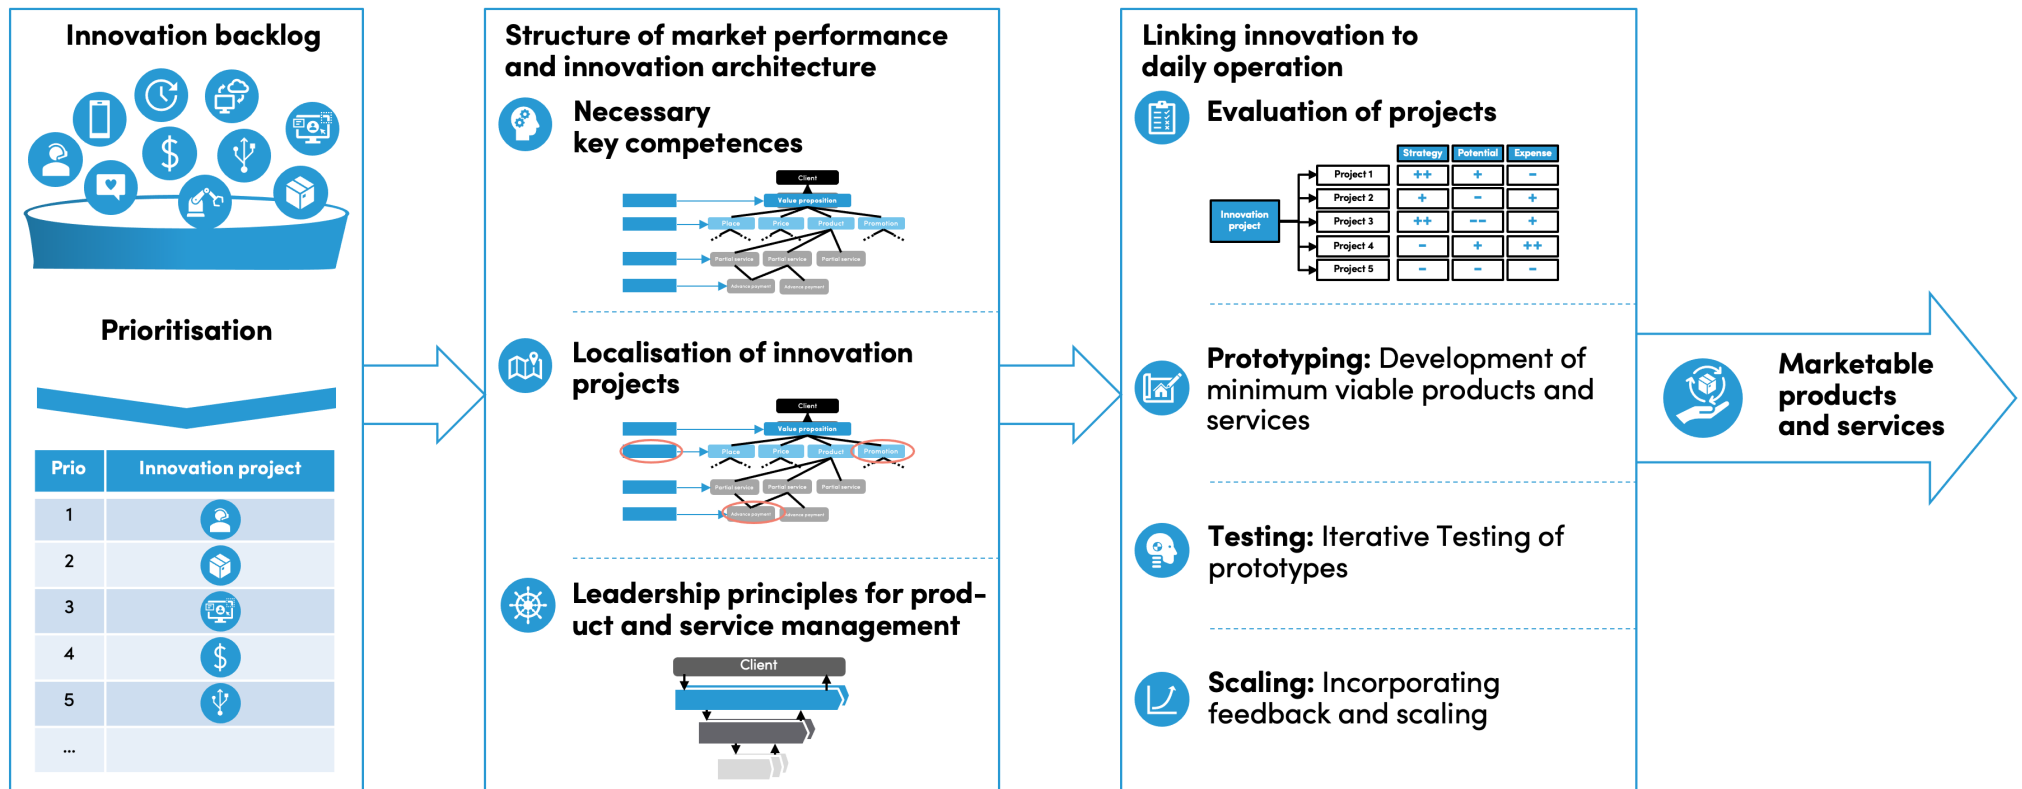 Innovation backlog
Prioritisation
Prio Innovation project
1
2
3
4
5
...
Structure of market performance
and innovation architecture
Necessary
key competences
Client
Value proposition
Place Price Product Promotion
Partial service Partial service Partial service
Advance payment Advance payment
Localisation of innovation
projects
Client
Value proposition
Place Price Product Promotion
Partial service Partial service Partial service
Advance payment Advance payment
Leadership principles for prod-
uct and service management
Client
Linking innovation to
daily operation
Evaluation of projects
Strategy Potential Expense
Innovation
project
Project 1 ++ + -
Project 2 + - +
Project 3 ++ -- +
Project 4 - + ++
Project 5 - - -
Prototyping: Development of
minimum viable products and
services
Testing: Iterative Testing of
prototypes
Scaling: Incorporating
feedback and scaling
Marketable
products
and services